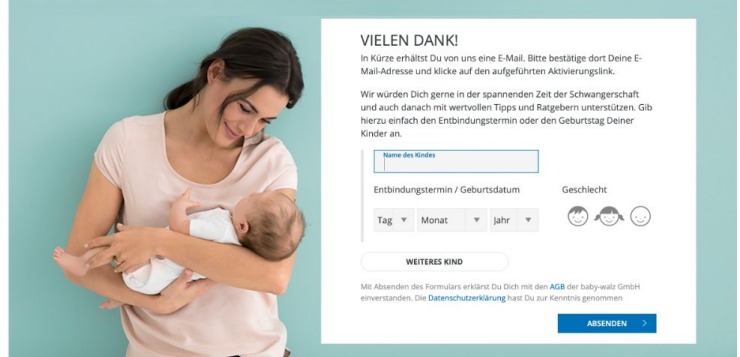 VIELEN DANK!
In Kürze erhältst Du von uns eine E-Mail. Bitte bestätige dort Deine E-
Mail-Adresse und klicke auf den aufgeführten Aktivierungslink.
Wir würden Dich gerne in der spannenden Zeit der Schwangerschaft
und auch danach mit wertvollen Tipps und Ratgebern unterstützen. Gib
hierzu einfach den Entbindungstermin oder den Geburtstag Deiner
Kinder an.
Name des Kindes
Entbindungstermin / Geburtsdatum Geschlecht
Tag Monat Jahr
WEITERES KIND
Mit Absenden des Formulars erklärst Du Dich mit den AGB der baby-walz GmbH
einverstanden. Die Datenschutzerklärung hast Du zur Kenntnis genommen
ABSENDEN